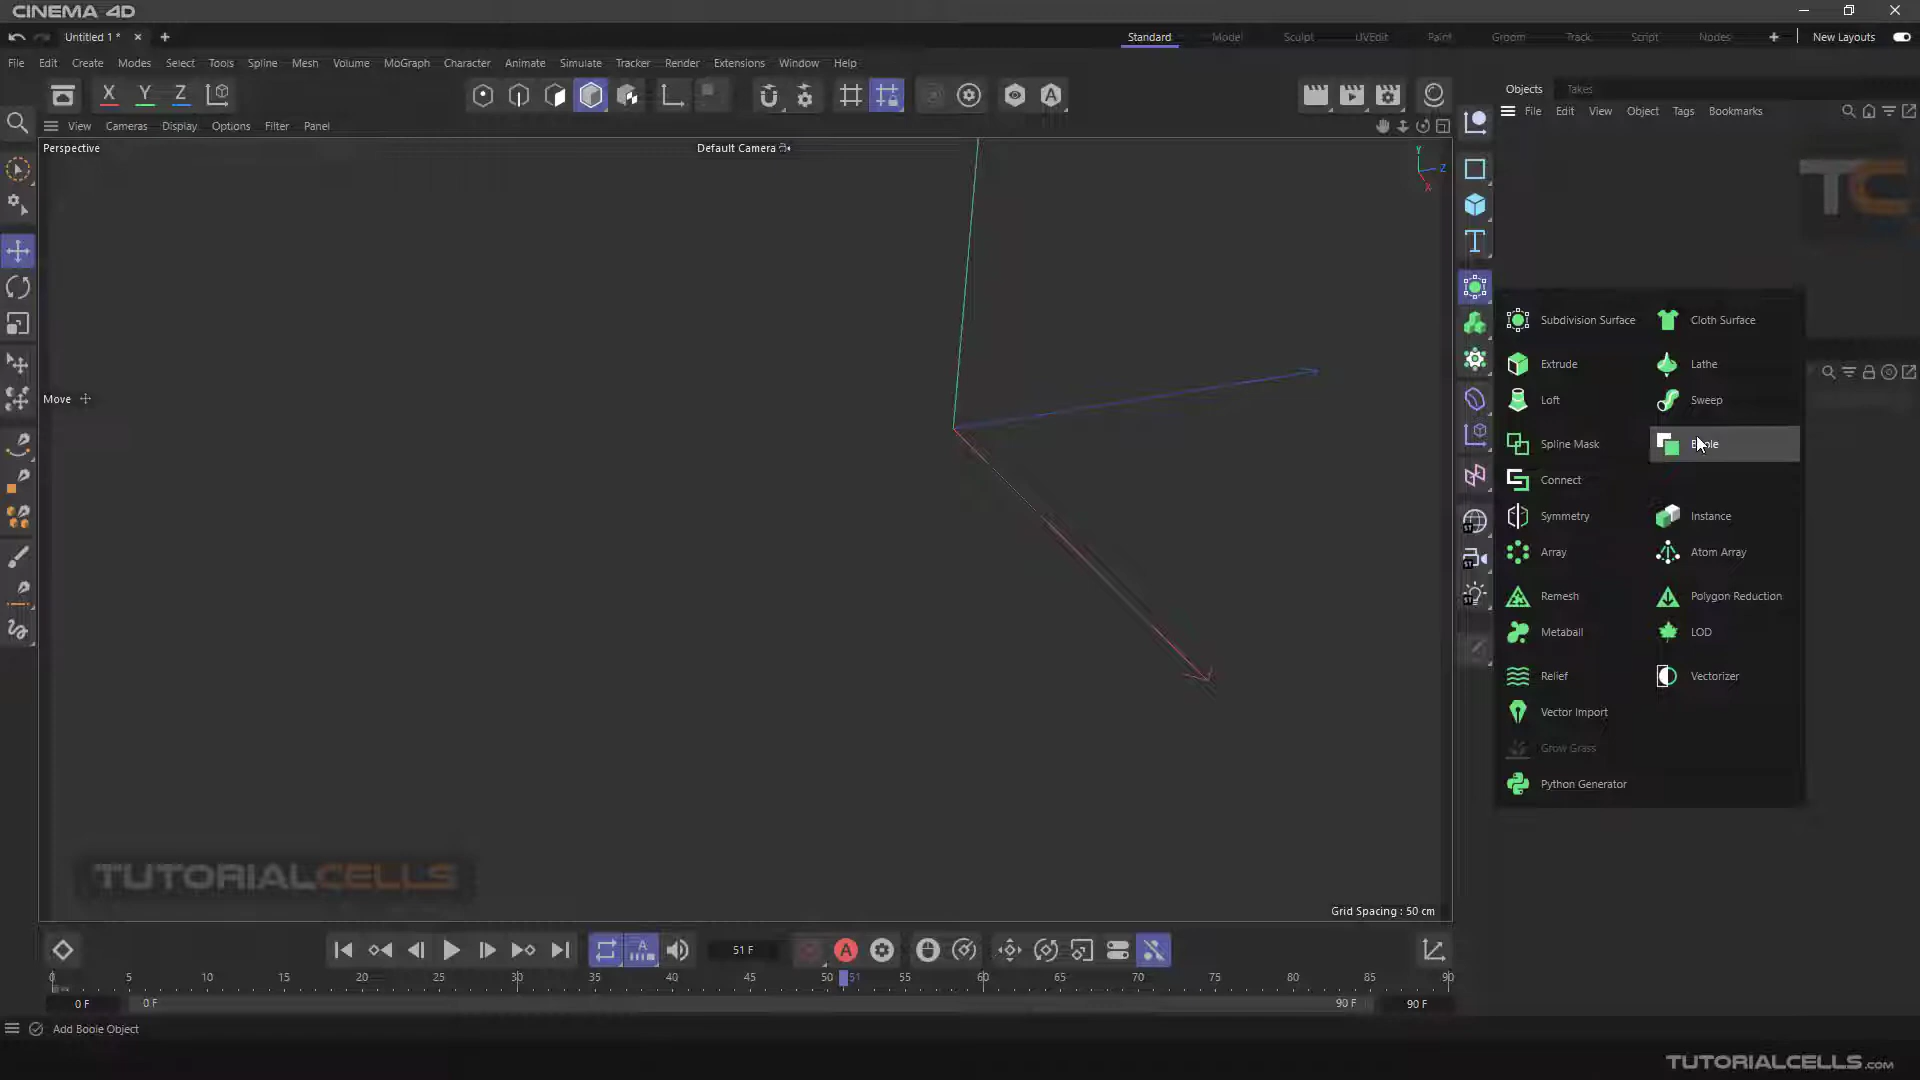 CINEMA 4D
Untitled 1 *
Standard Model Sculpt UVEdit Paint Groom Track Script Nodes New Layouts
File Edit Create Modes Select Tools Spline Mesh Volume MoGraph Character Animate Simulate Tracker Render Extensions Window Help
X Y Z
Objects Takes
File Edit View Object Tags Bookmarks
View Cameras Display Options Filter Panel
Perspective
Default Camera
Y
Z
X
TC
Move
Subdivision Surface Cloth Surface
Extrude Lathe
Loft Sweep
Spline Mask
Connect
Symmetry Instance
Array Atom Array
Remesh Polygon Reduction
Metaball LOD
Relief Vectorizer
Vector Import
Grow Grass
Python Generator
TUTORIALCELLS
Grid Spacing : 50 cm
51 F
0 5 10 15 20 25 30 35 40 45 50 51 55 60 65 70 75 80 85 90
0 F 0 F 90 F 90 F
Add Boole Object
TUTORIALCELLS.COM